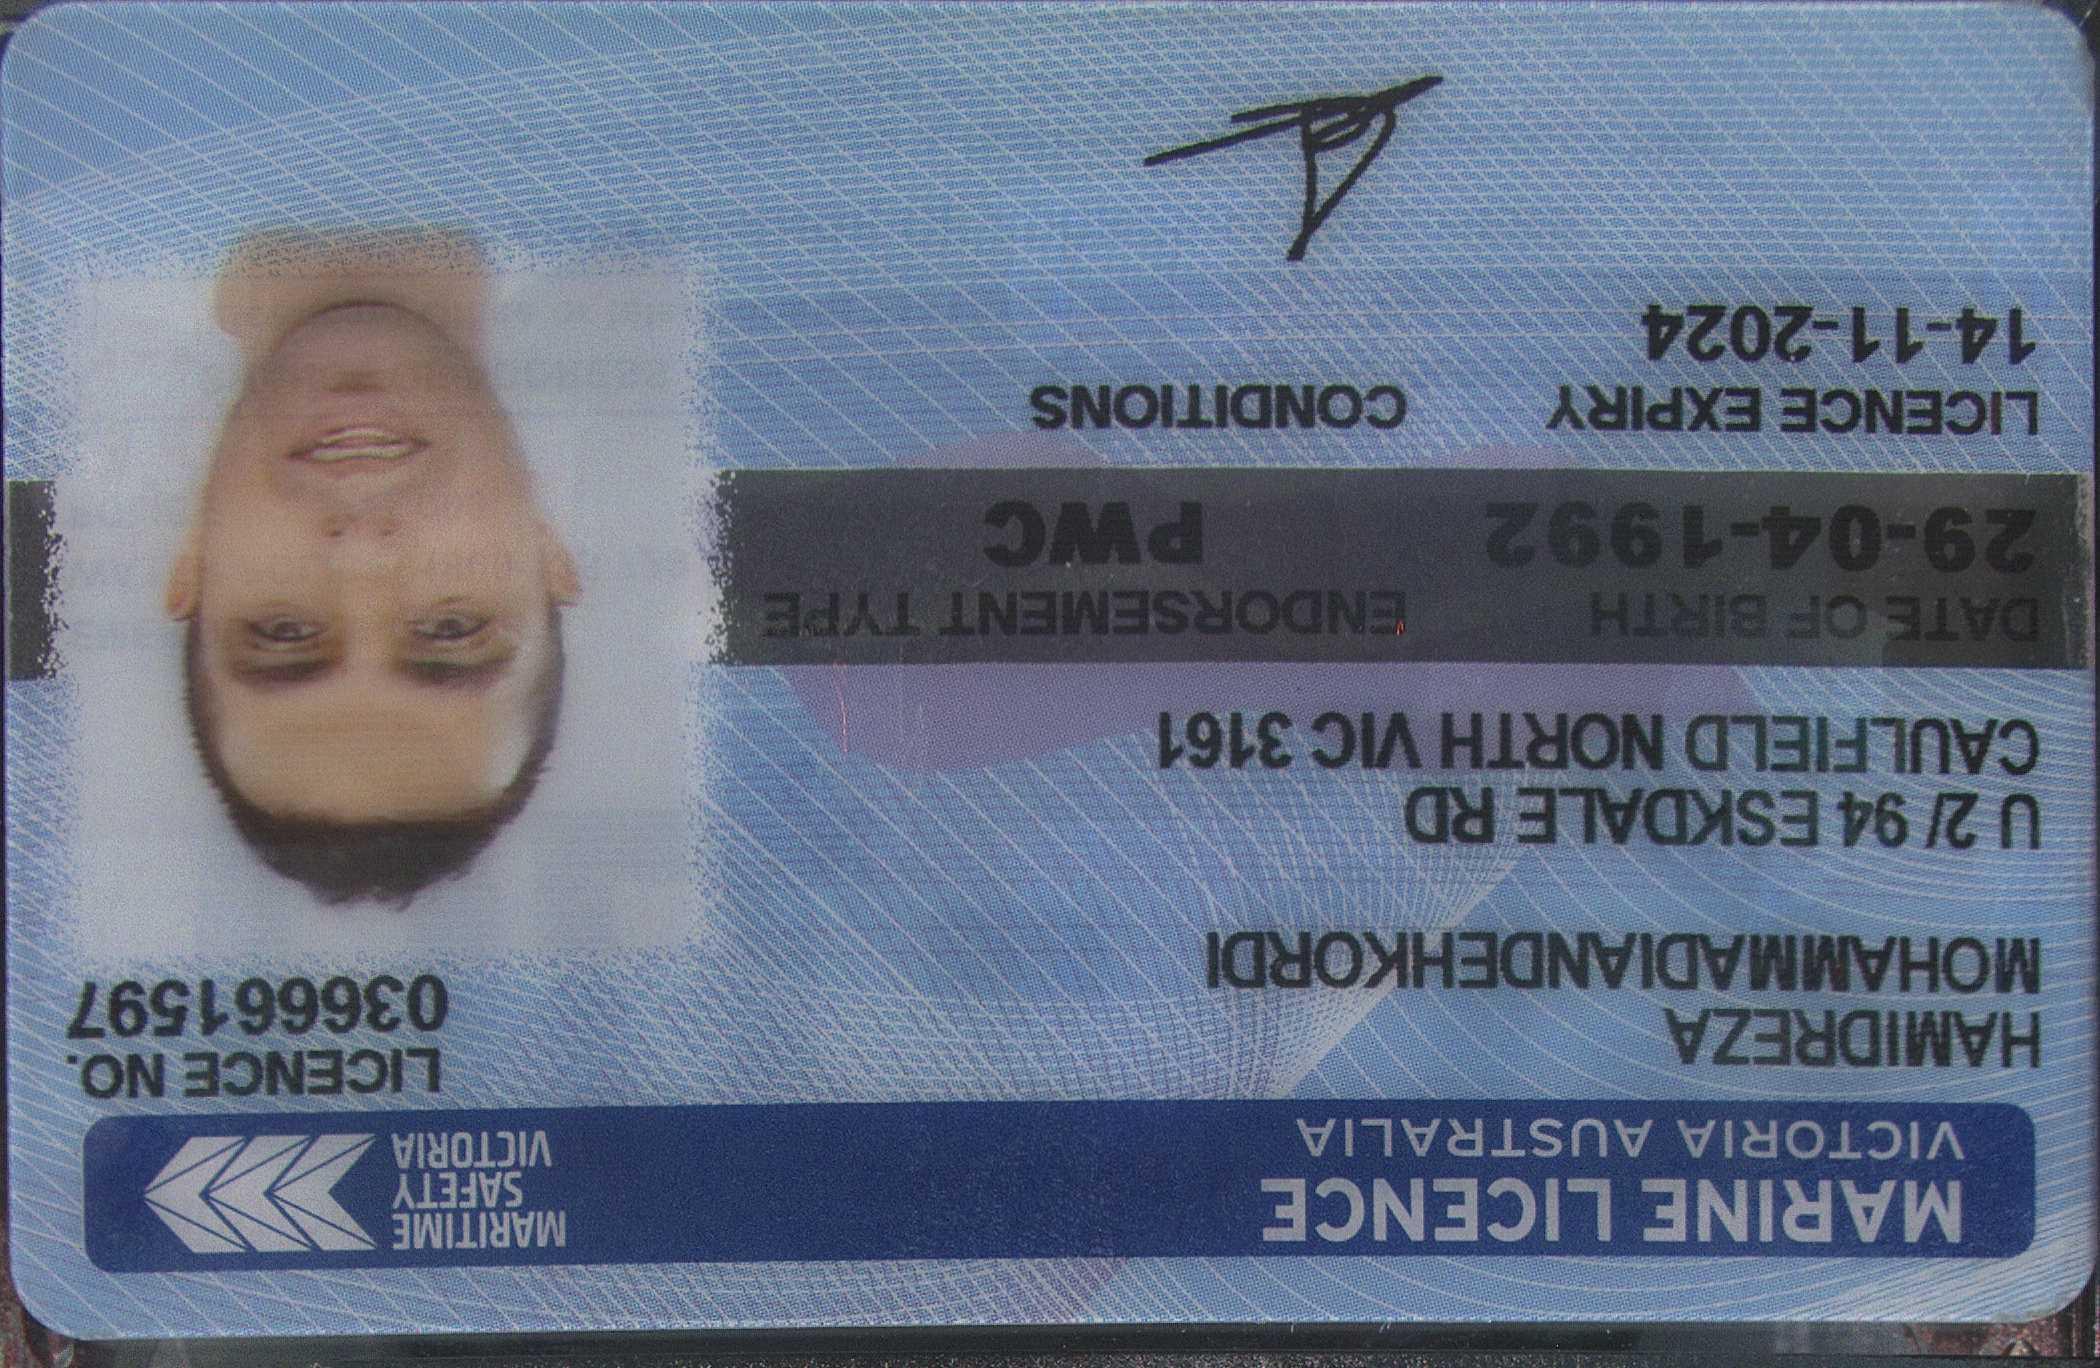 MARINE LICENCE
VICTORIA AUSTRALIA
MARITIME
SAFETY
VICTORIA
HAMIDREZA
MOHAMMADIANDEHKORDI
LICENCE NO.
036661597
U 2/ 94 ESKDALE RD
CAULFIELD NORTH VIC 3161
DATE OF BIRTH
29-04-1992
ENDORSEMENT TYPE
PWC
LICENCE EXPIRY
14-11-2024
CONDITIONS